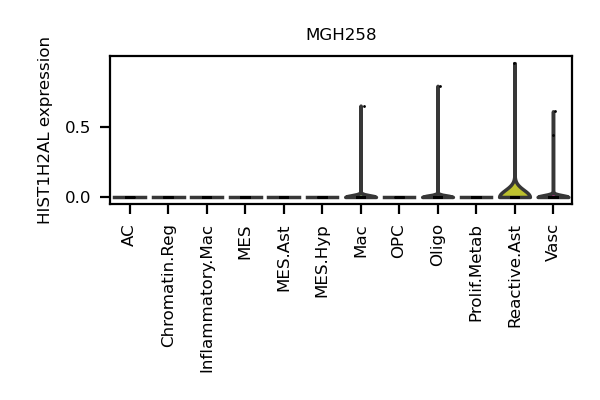 MGH258
HIST1H2AL expression
0.5
0.0
AC
Chromatin.Reg
Inflammatory.Mac
MES
MES.Ast
MES.Hyp
Mac
OPC
Oligo
Prolif.Metab
Reactive.Ast
Vasc